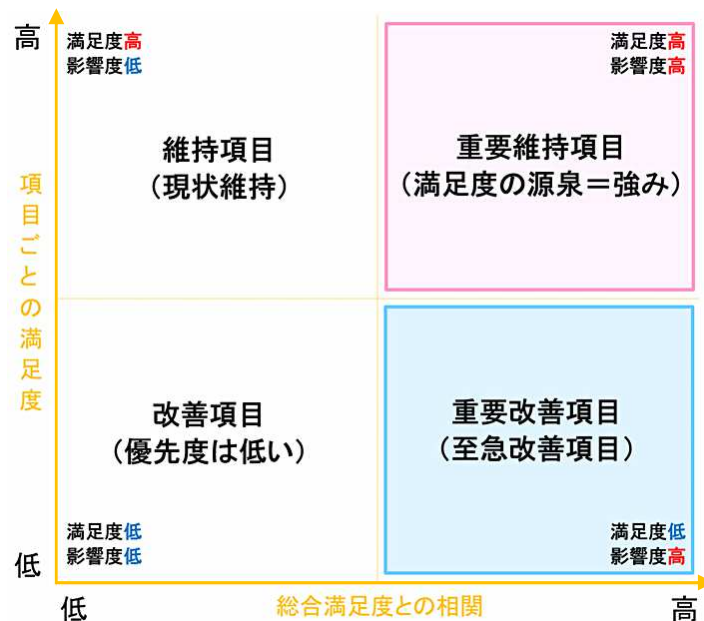 高
満足度高
影響度低
満足度高
影響度高
維持項目
(現状維持)
重要維持項目
(満足度の源泉=強み)
項目ごとの満足度
改善項目
(優先度は低い)
重要改善項目
(至急改善項目)
満足度低
影響度低
満足度低
影響度高
低
低
総合満足度との相関
高